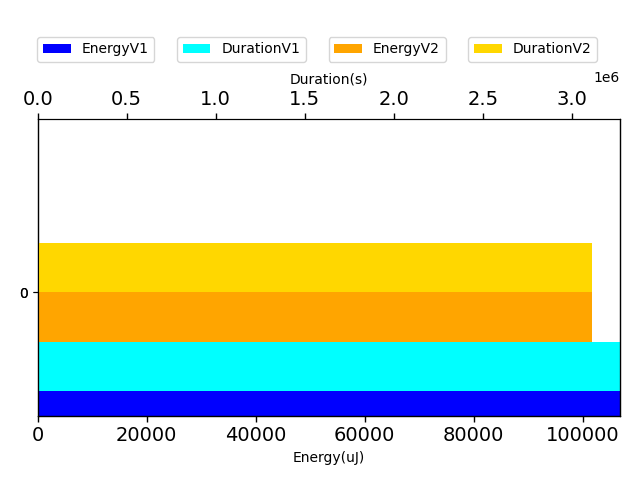 EnergyV1 DurationV1 EnergyV2 DurationV2
Duration(s) 1e6
0.0 0.5 1.0 1.5 2.0 2.5 3.0
0
0 20000 40000 60000 80000 100000
Energy(uJ)